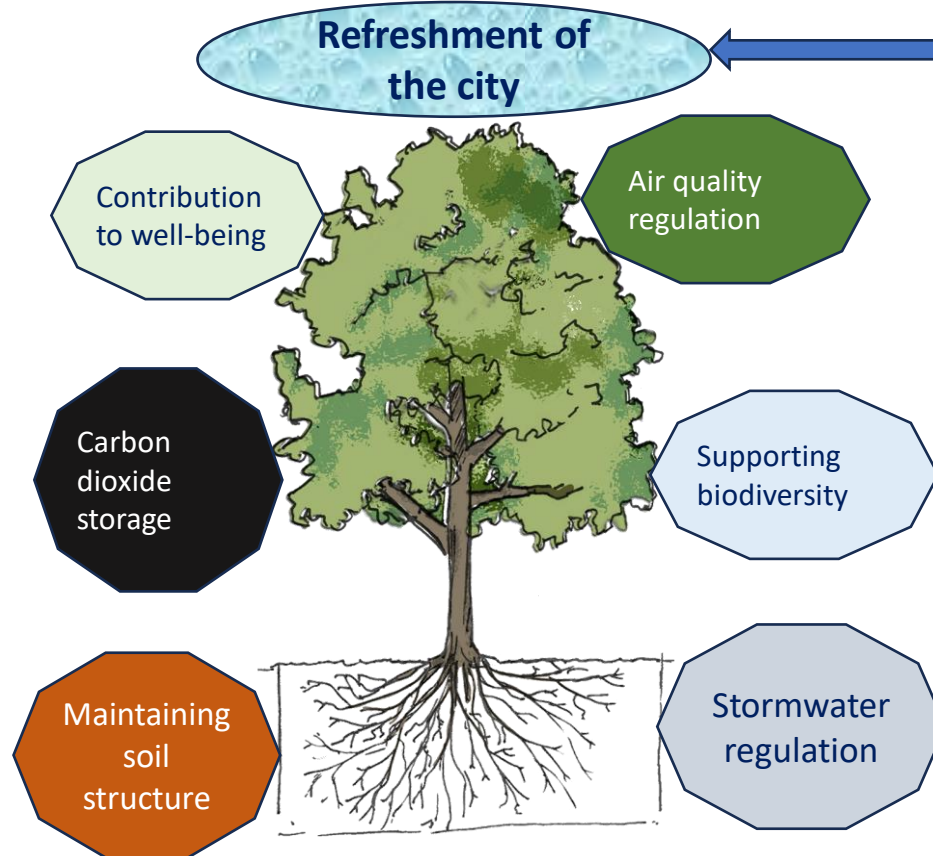 Refreshment of
the city
Contribution
to well-being
Air quality
regulation
Carbon
dioxide
storage
Supporting
biodiversity
Maintaining
soil
structure
Stormwater
regulation